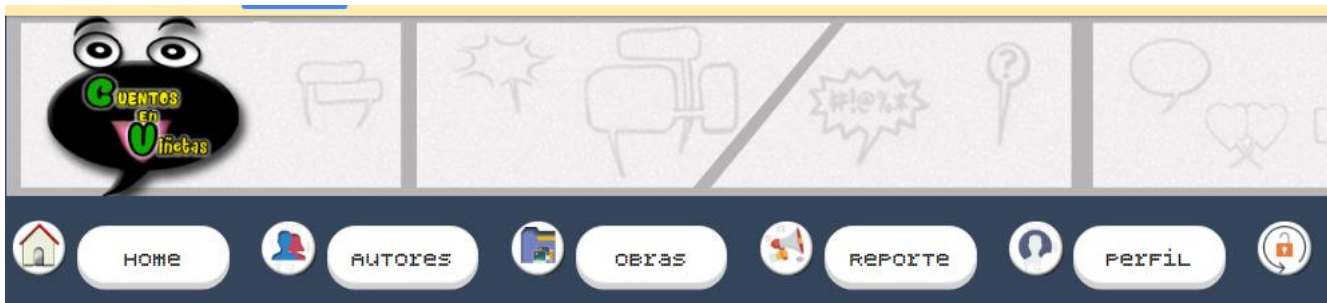 Cuentos
En
Viñetas
#!@%*
?
Home
Autores
Obras
Reporte
Perfil